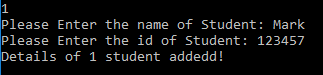 1
Please Enter the name of Student: Mark
Please Enter the id of Student: 123457
Details of 1 student addedd!